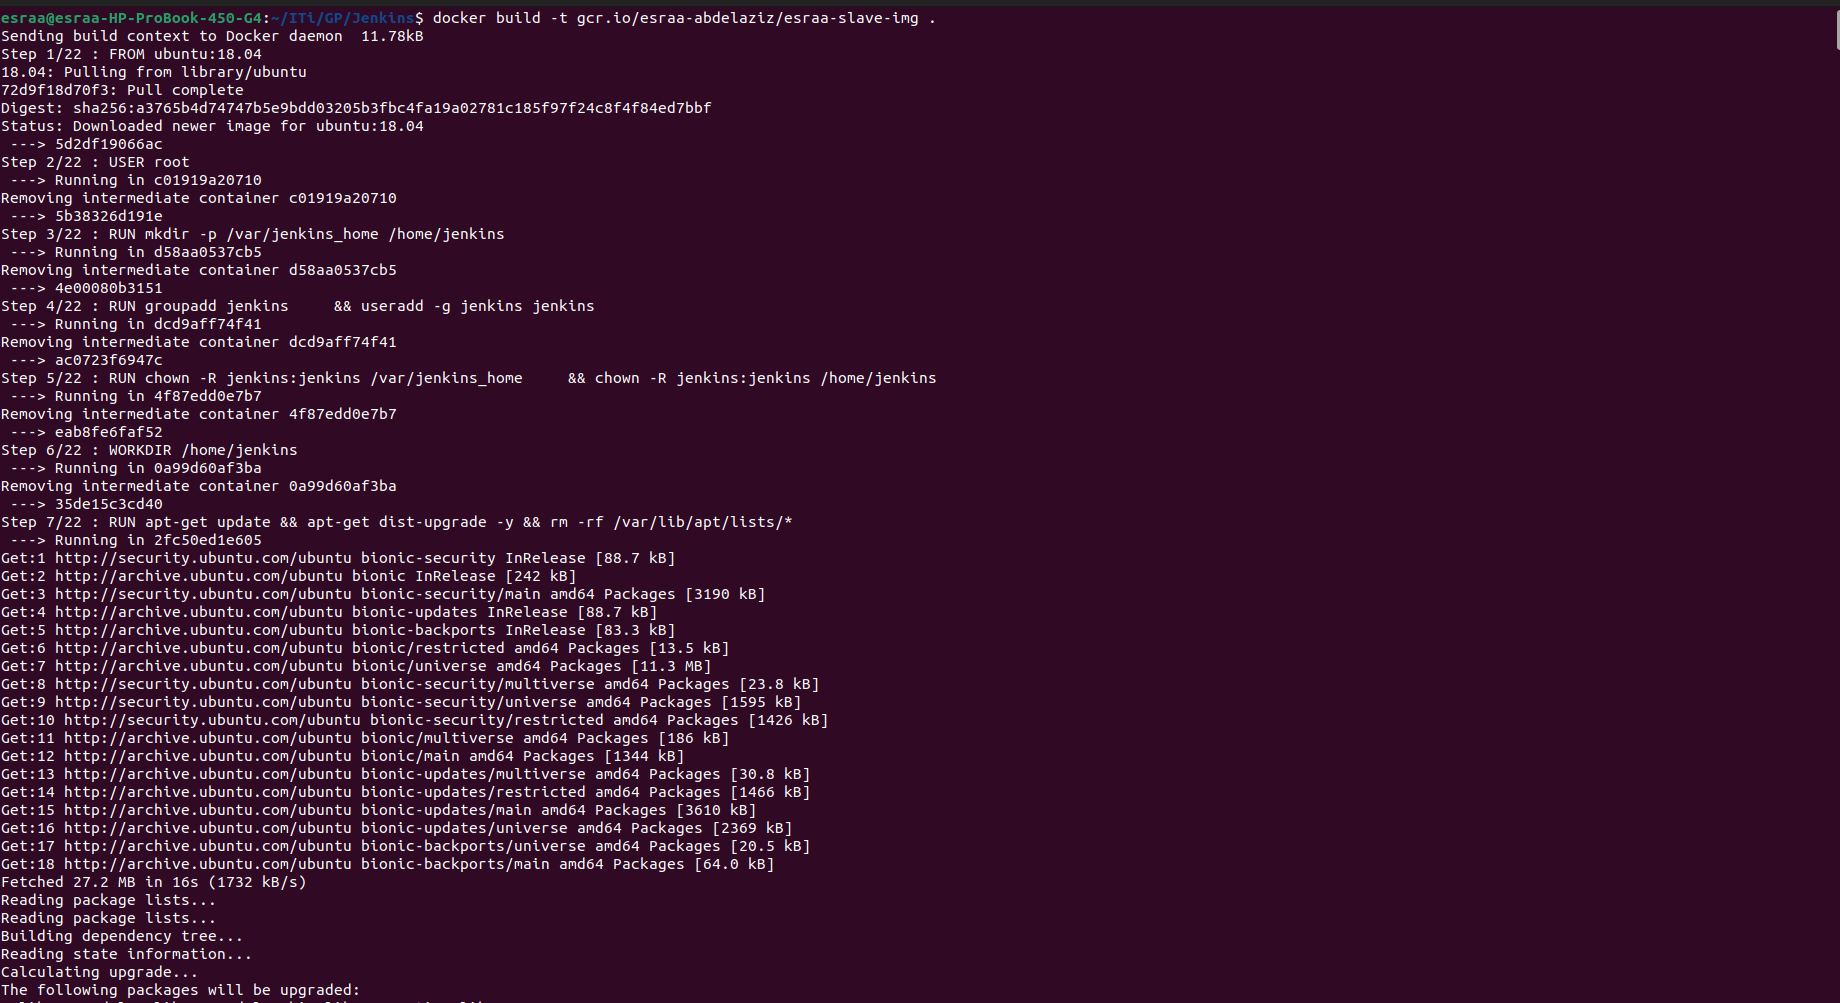 esraa@esraa-HP-ProBook-450-G4:~/ITi/GP/Jenkins$ docker build -t gcr.io/esraa-abdelaziz/esraa-slave-img .
Sending build context to Docker daemon  11.78kB
Step 1/22 : FROM ubuntu:18.04
18.04: Pulling from library/ubuntu
72d9f18d70f3: Pull complete
Digest: sha256:a3765b4d74747b5e9bdd03205b3fbc4fa19a02781c185f97f24c8f4f84ed7bbf
Status: Downloaded newer image for ubuntu:18.04
 ---> 5d2df19066ac
Step 2/22 : USER root
 ---> Running in c01919a20710
Removing intermediate container c01919a20710
 ---> 5b38326d191e
Step 3/22 : RUN mkdir -p /var/jenkins_home /home/jenkins
 ---> Running in d58aa0537cb5
Removing intermediate container d58aa0537cb5
 ---> 4e00080b3151
Step 4/22 : RUN groupadd jenkins     && useradd -g jenkins jenkins
 ---> Running in dcd9aff74f41
Removing intermediate container dcd9aff74f41
 ---> ac0723f6947c
Step 5/22 : RUN chown -R jenkins:jenkins /var/jenkins_home     && chown -R jenkins:jenkins /home/jenkins
 ---> Running in 4f87edd0e7b7
Removing intermediate container 4f87edd0e7b7
 ---> eab8fe6faf52
Step 6/22 : WORKDIR /home/jenkins
 ---> Running in 0a99d60af3ba
Removing intermediate container 0a99d60af3ba
 ---> 35de15c3cd40
Step 7/22 : RUN apt-get update && apt-get dist-upgrade -y && rm -rf /var/lib/apt/lists/*
 ---> Running in 2fc50ed1e605
Get:1 http://security.ubuntu.com/ubuntu bionic-security InRelease [88.7 kB]
Get:2 http://archive.ubuntu.com/ubuntu bionic InRelease [242 kB]
Get:3 http://security.ubuntu.com/ubuntu bionic-security/main amd64 Packages [3190 kB]
Get:4 http://archive.ubuntu.com/ubuntu bionic-updates InRelease [88.7 kB]
Get:5 http://archive.ubuntu.com/ubuntu bionic-backports InRelease [83.3 kB]
Get:6 http://archive.ubuntu.com/ubuntu bionic/restricted amd64 Packages [13.5 kB]
Get:7 http://archive.ubuntu.com/ubuntu bionic/universe amd64 Packages [11.3 MB]
Get:8 http://security.ubuntu.com/ubuntu bionic-security/multiverse amd64 Packages [23.8 kB]
Get:9 http://security.ubuntu.com/ubuntu bionic-security/universe amd64 Packages [1595 kB]
Get:10 http://security.ubuntu.com/ubuntu bionic-security/restricted amd64 Packages [1426 kB]
Get:11 http://archive.ubuntu.com/ubuntu bionic/multiverse amd64 Packages [186 kB]
Get:12 http://archive.ubuntu.com/ubuntu bionic/main amd64 Packages [1344 kB]
Get:13 http://archive.ubuntu.com/ubuntu bionic-updates/multiverse amd64 Packages [30.8 kB]
Get:14 http://archive.ubuntu.com/ubuntu bionic-updates/restricted amd64 Packages [1466 kB]
Get:15 http://archive.ubuntu.com/ubuntu bionic-updates/main amd64 Packages [3610 kB]
Get:16 http://archive.ubuntu.com/ubuntu bionic-updates/universe amd64 Packages [2369 kB]
Get:17 http://archive.ubuntu.com/ubuntu bionic-backports/universe amd64 Packages [20.5 kB]
Get:18 http://archive.ubuntu.com/ubuntu bionic-backports/main amd64 Packages [64.0 kB]
Fetched 27.2 MB in 16s (1732 kB/s)
Reading package lists...
Reading package lists...
Building dependency tree...
Reading state information...
Calculating upgrade...
The following packages will be upgraded: